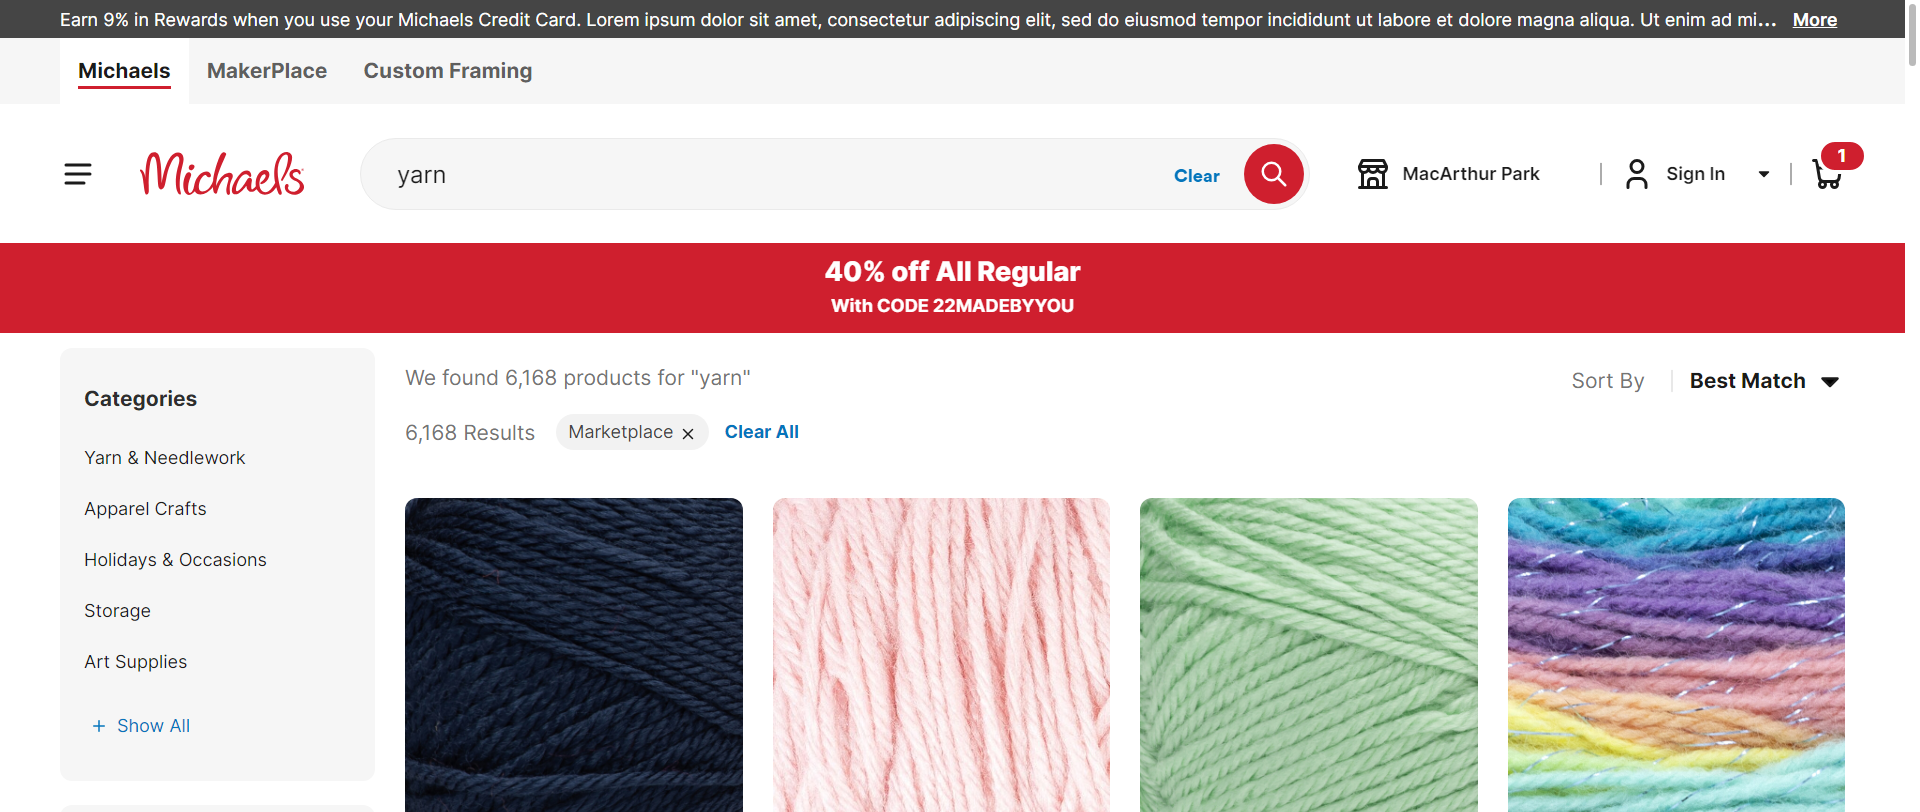 Earn 9% in Rewards when you use your Michaels Credit Card. Lorem ipsum dolor sit amet, consectetur adipiscing elit, sed do eiusmod tempor incididunt ut labore et dolore magna aliqua. Ut enim ad mi... More
Michaels MakerPlace Custom Framing
Michaels yarn Clear MacArthur Park Sign In 1
40% off All Regular
With CODE 22MADEBYYOU
Categories
Yarn & Needlework
Apparel Crafts
Holidays & Occasions
Storage
Art Supplies
+ Show All
We found 6,168 products for "yarn"
Sort By Best Match
6,168 Results Marketplace × Clear All